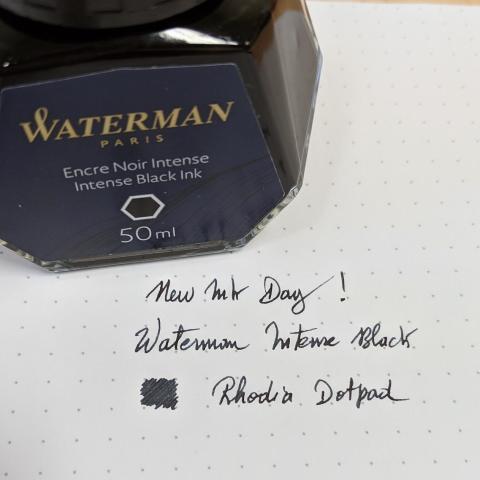 WATERMAN
PARIS
Encre Noir Intense
Intense Black Ink
50ml
New Ink Day !
Waterman Intense Black
Rhodia Dotpad